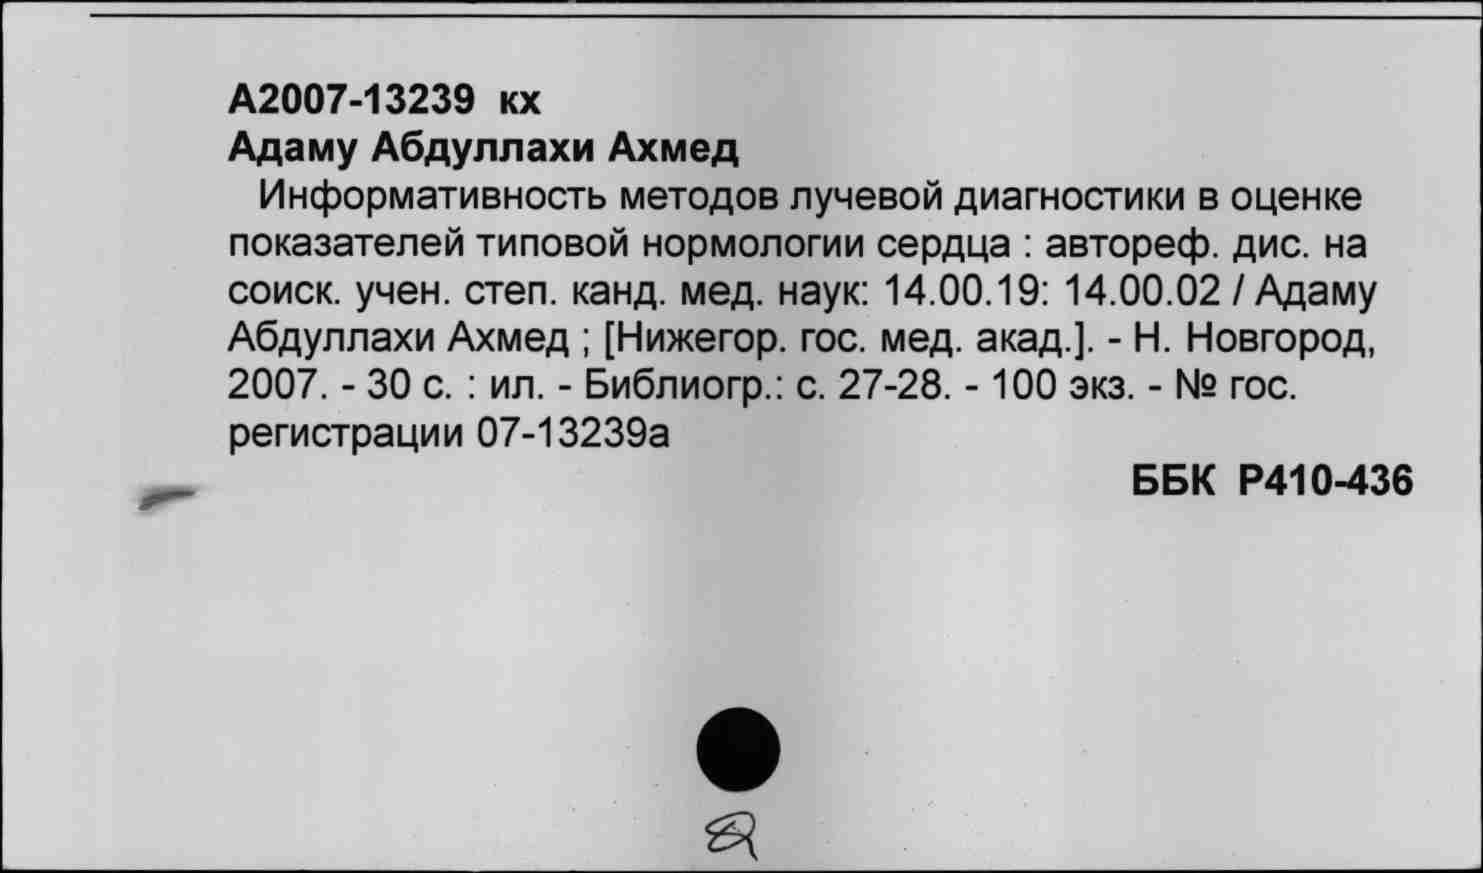 А2007-13239 кх
Адаму Абдуллахи Ахмед
Информативность методов лучевой диагностики в оценке
показателей типовой нормологии сердца : автореф. дис. на
соиск. учен. степ. канд. мед. наук: 14.00.19: 14.00.02 / Адаму
Абдуллахи Ахмед ; [Нижегор. гос. мед. акад.]. - Н. Новгород,
2007. - 30 с. : ил. - Библиогр.: с. 27-28. - 100 экз. - № гос.
регистрации 07-13239а
ББК Р410-436